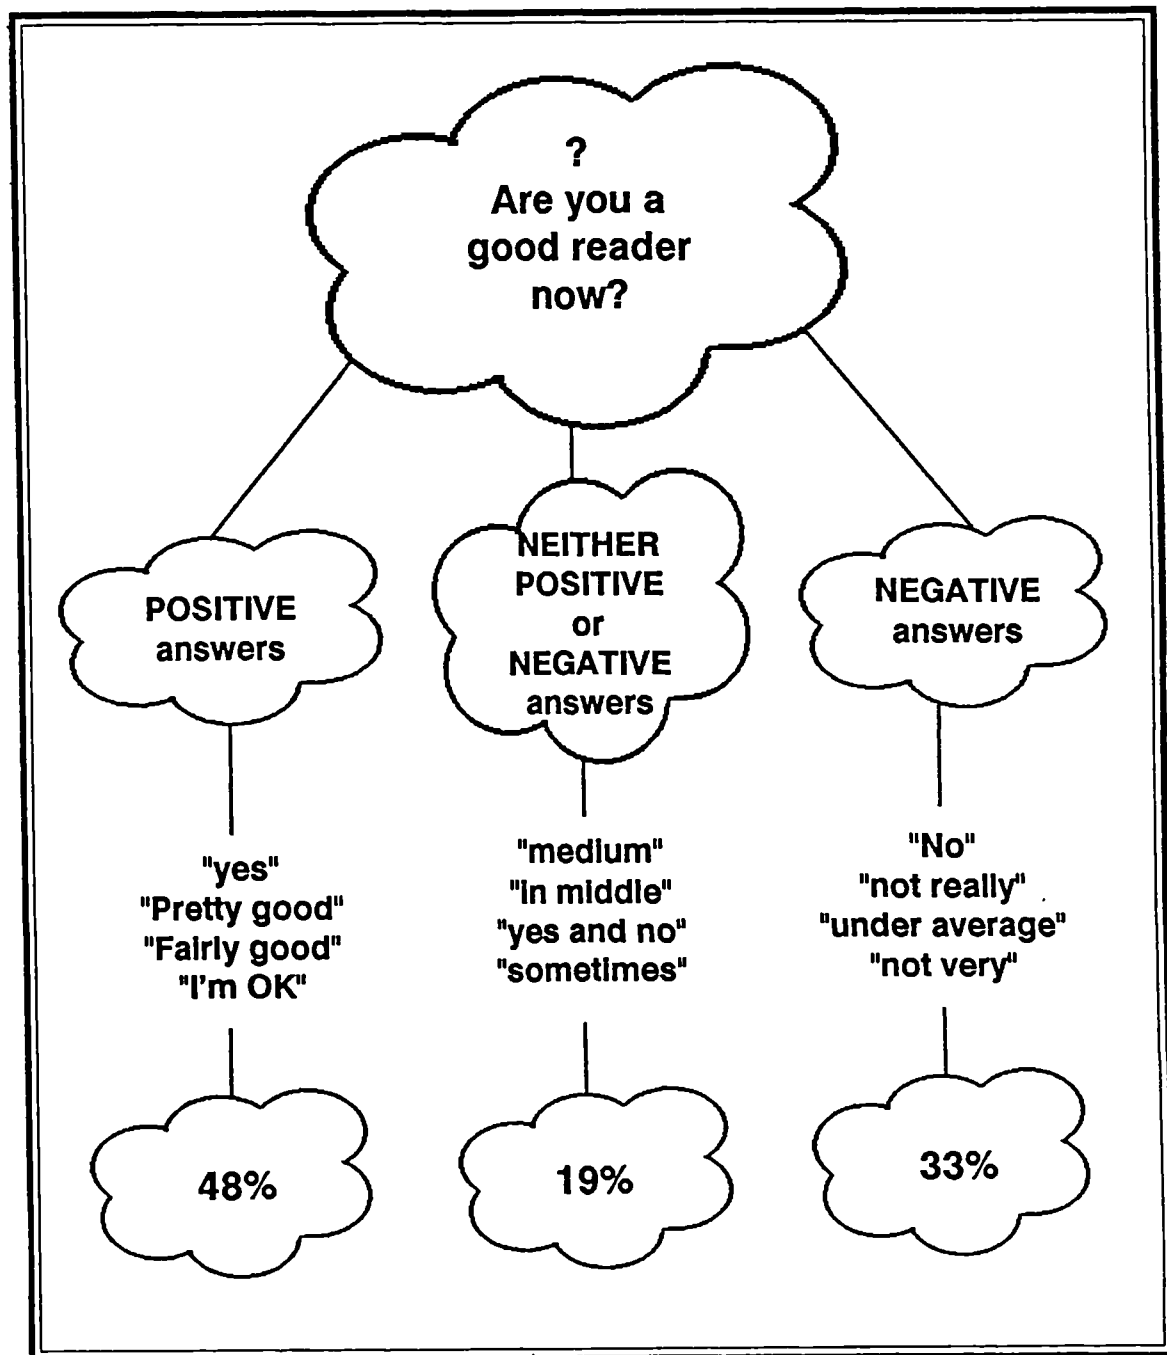 ?
Are you a
good reader
now?
POSITIVE
answers
NEITHER
POSITIVE
or
NEGATIVE
answers
NEGATIVE
answers
"yes"
"Pretty good"
"Fairly good"
"I'm OK"
"medium"
"in middle"
"yes and no"
"sometimes"
"No"
"not really"
"under average"
"not very"
48%
19%
33%